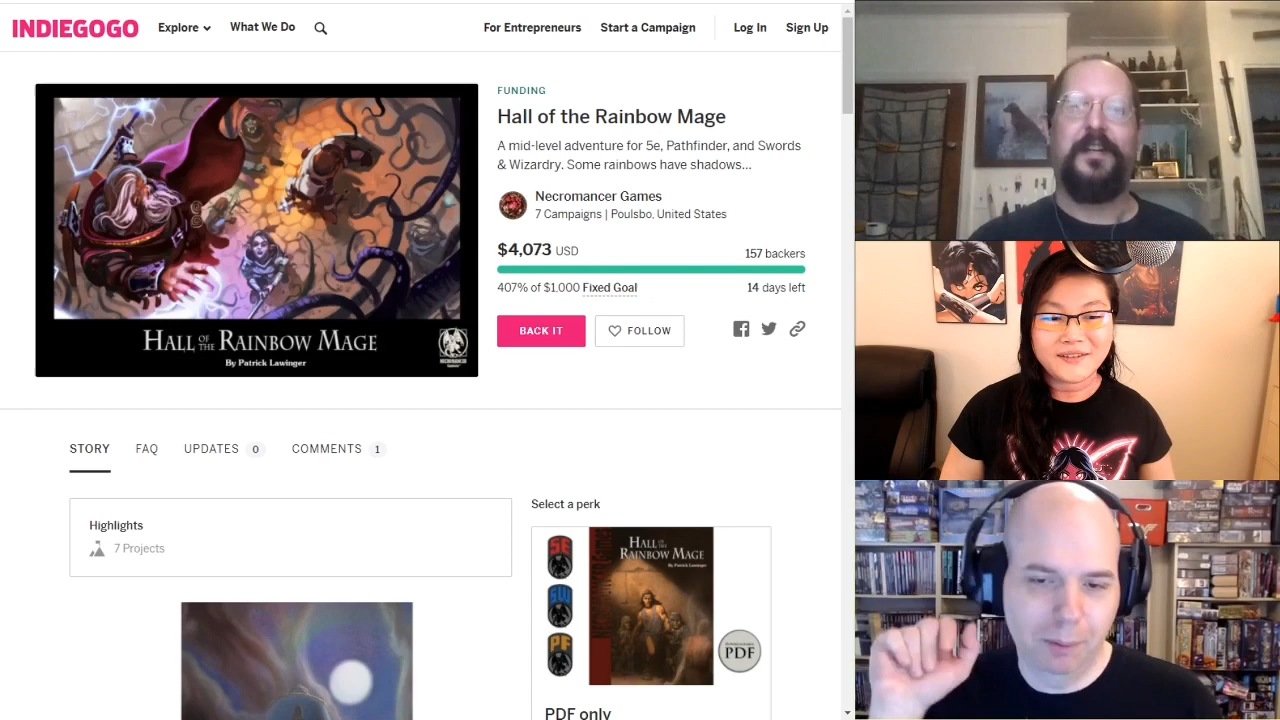 INDIEGOGO
Explore
What We Do
For Entrepreneurs
Start a Campaign
Log In
Sign Up
HALL OF THE RAINBOW MAGE
By Patrick Lawinger
NECROMANCER
FUNDING
Hall of the Rainbow Mage
A mid-level adventure for 5e, Pathfinder, and Swords
& Wizardry. Some rainbows have shadows...
Necromancer Games
7 Campaigns | Poulsbo, United States
$4,073 USD
157 backers
407% of $1,000 Fixed Goal
14 days left
BACK IT
FOLLOW
STORY
FAQ
UPDATES 0
COMMENTS 1
Highlights
7 Projects
Select a perk
5E
SW
PF
HALL OF THE
RAINBOW MAGE
By Patrick Lawinger
PDF
PDF only